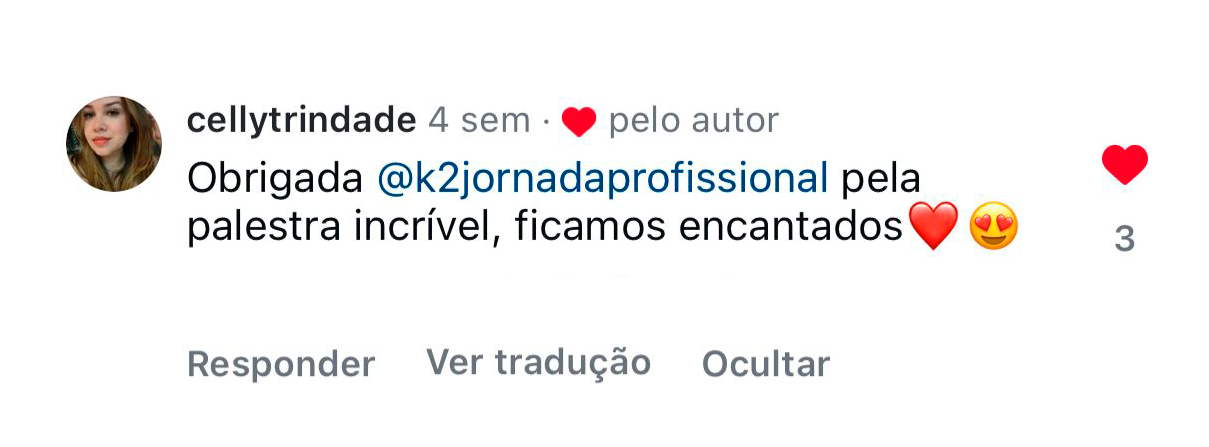 cellytrindade 4 sem · ❤️ pelo autor
Obrigada @k2jornadaprofissional pela
palestra incrível, ficamos encantados❤️😍
3
Responder Ver tradução Ocultar